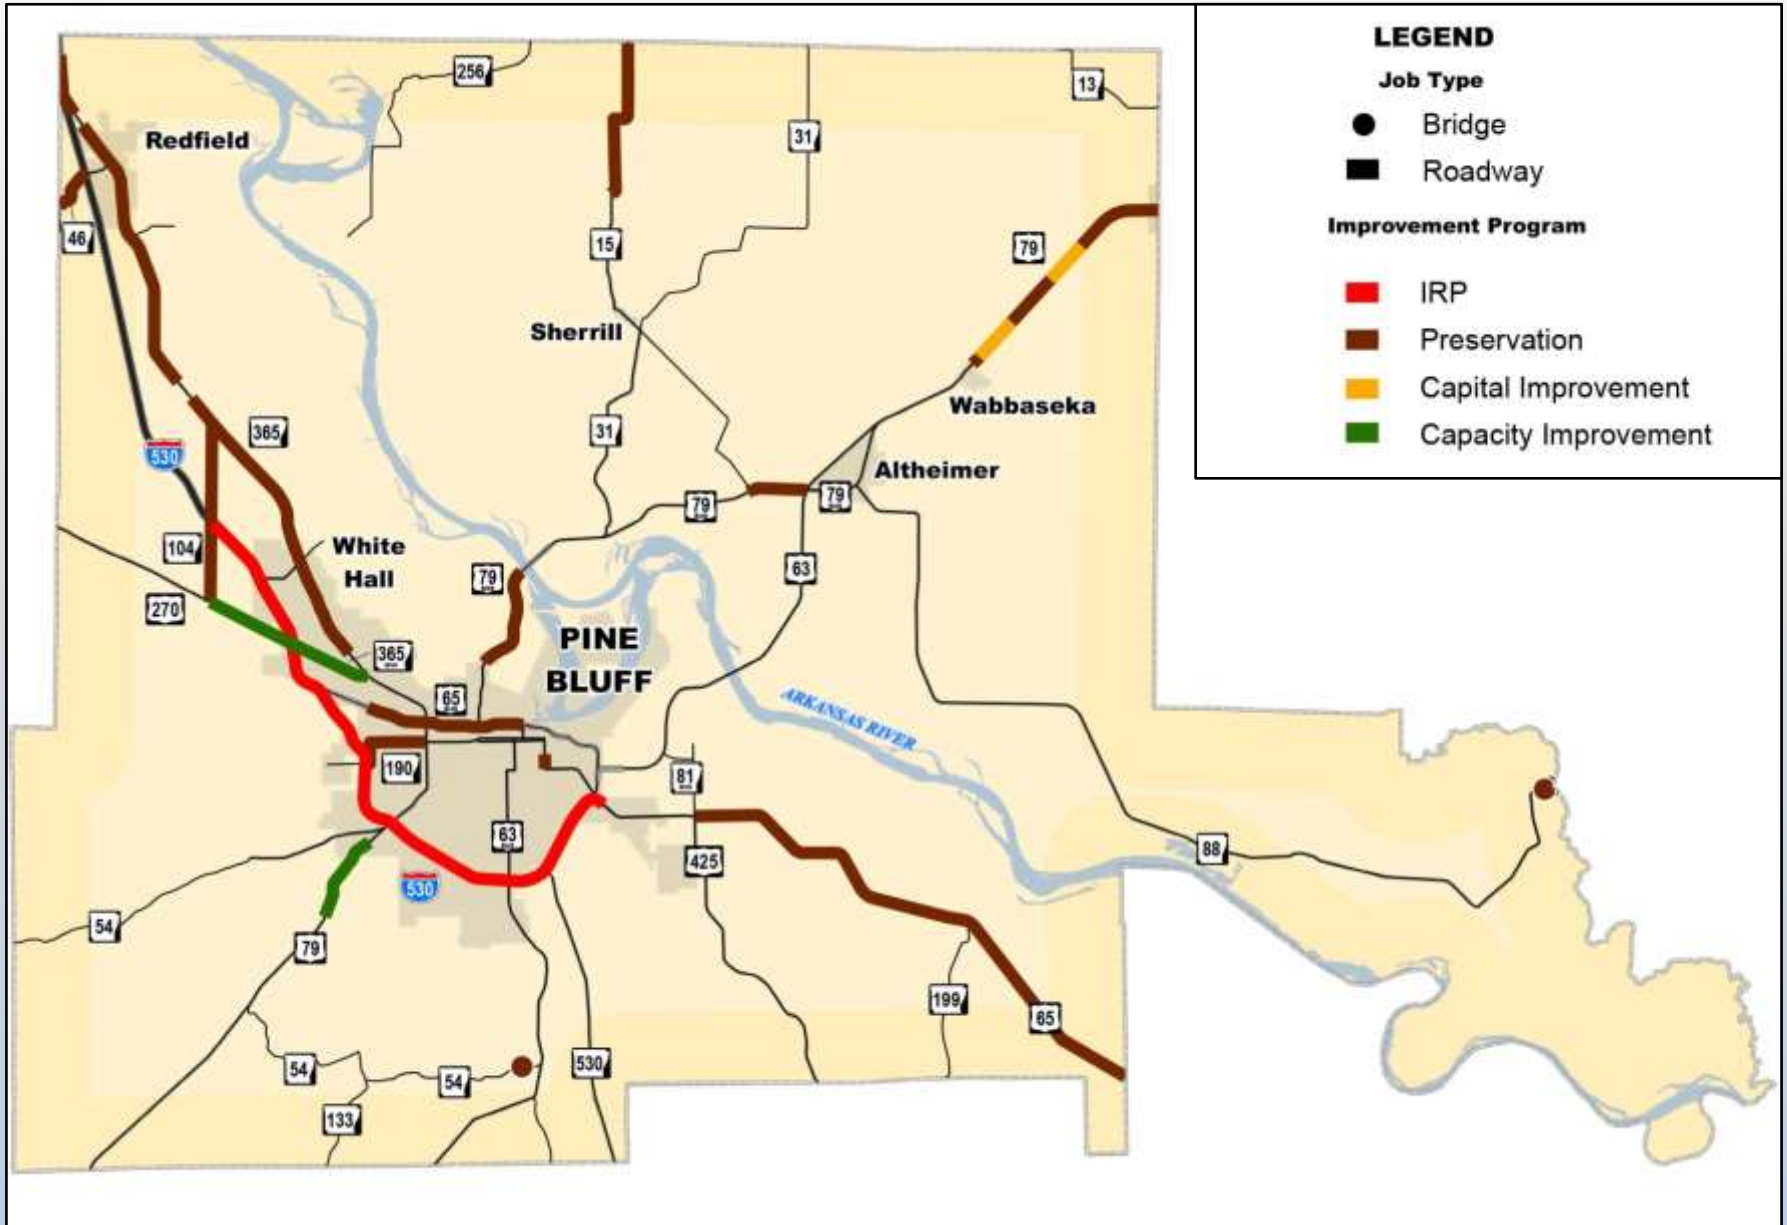 LEGEND
Job Type
Bridge
Roadway
Improvement Program
IRP
Preservation
Capital Improvement
Capacity Improvement
256
13
31
Redfield
46
15
79
Sherrill
365
31
530
Wabbaseka
Altheimer
79
79
104
White
Hall
79
63
270
PINE
BLUFF
365
65
ARKANSAS RIVER
190
81
63
88
425
530
54
79
199
65
54
54
530
133